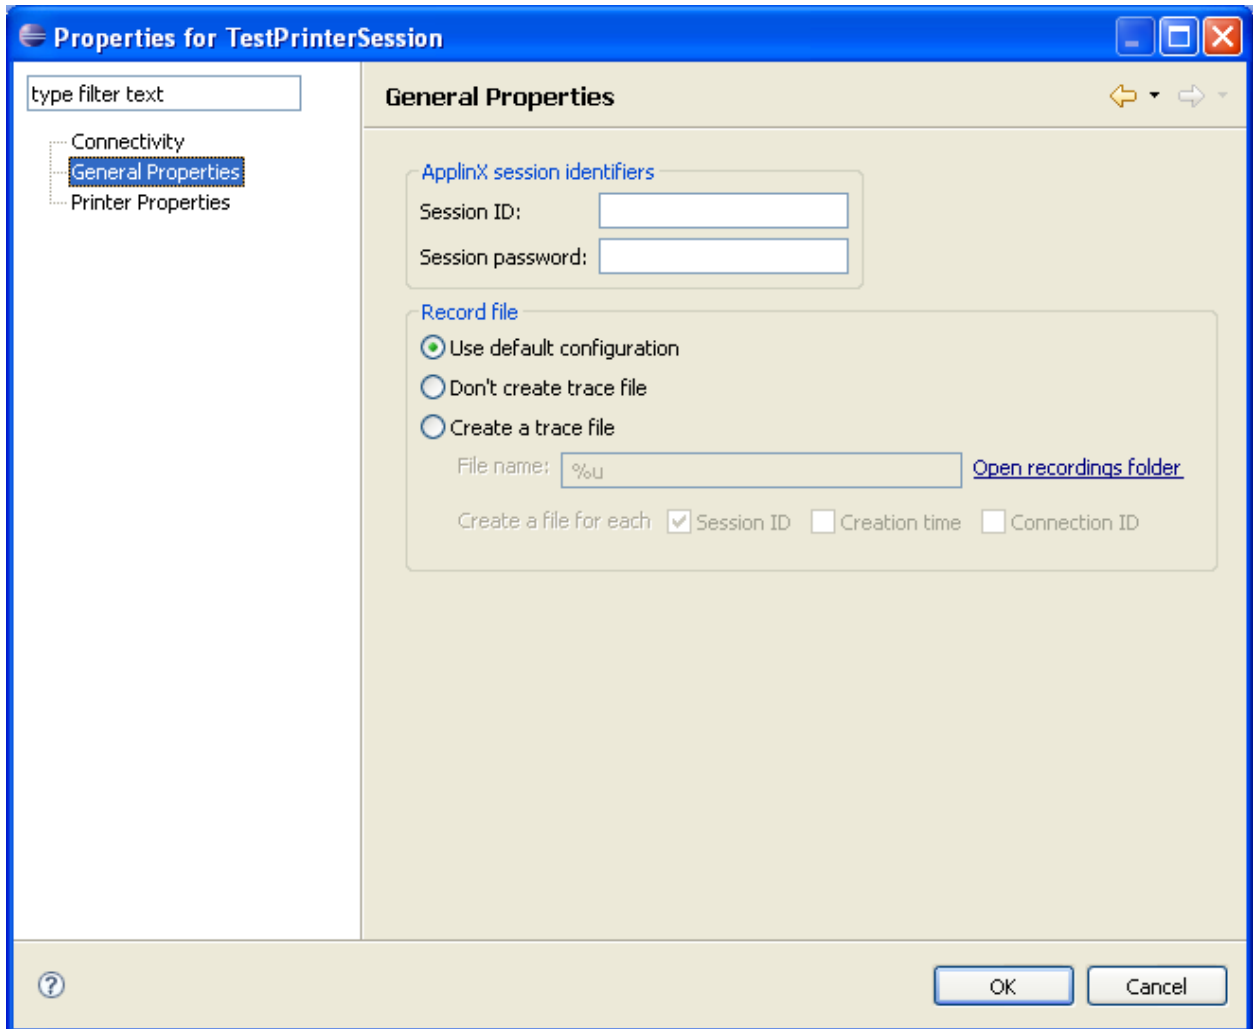 Properties for TestPrinterSession
type filter text
Connectivity
General Properties
Printer Properties
General Properties
ApplinX session identifiers
Session ID:
Session password:
Record file
Use default configuration
Don't create trace file
Create a trace file
File name: %u Open recordings folder
Create a file for each Session ID Creation time Connection ID
? OK Cancel